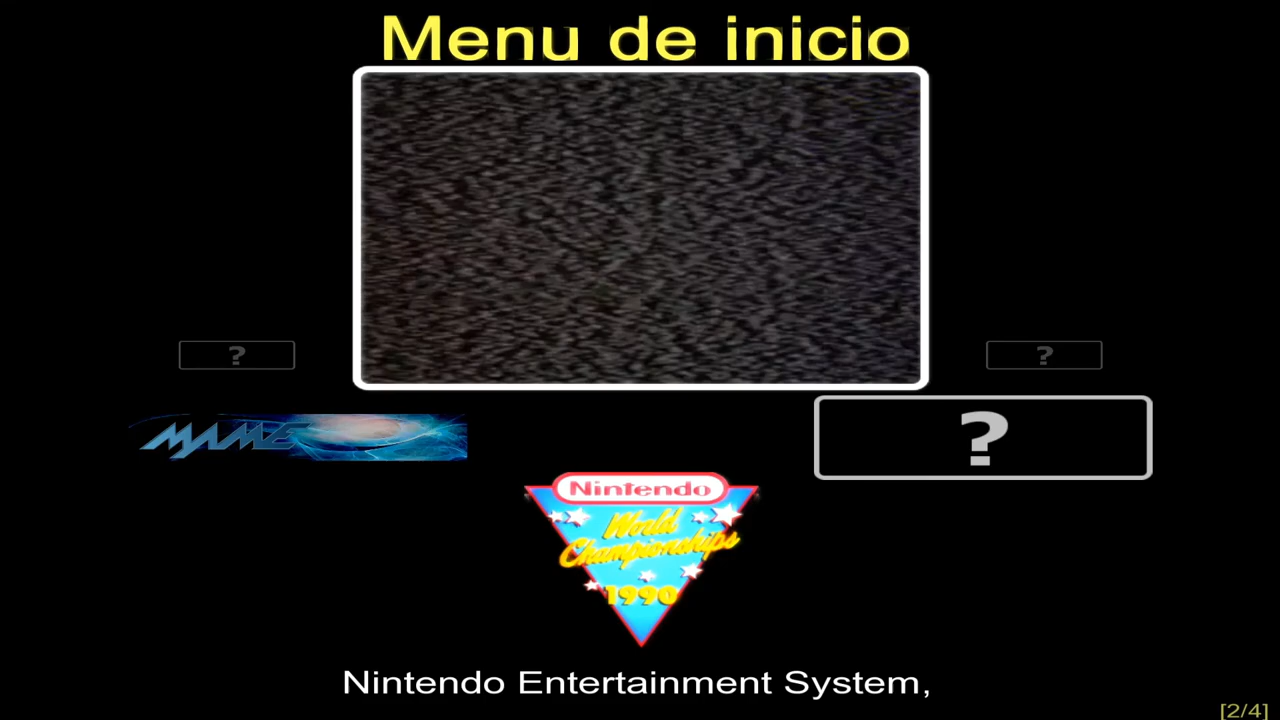 Menu de inicio
?
?
MAME
?
Nintendo
World
Championships
1990
Nintendo Entertainment System,
[2/4]